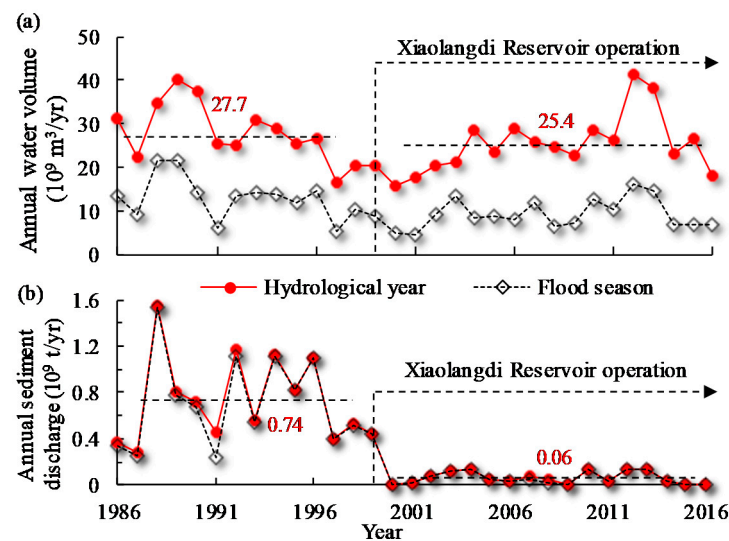 (a)
Annual water volume
(10⁹ m³/yr)
50
40
30
20
10
0
Xiaolangdi Reservoir operation
27.7
25.4
Hydrological year
Flood season
(b)
Annual sediment
discharge (10⁹ t/yr)
1.6
1.2
0.8
0.4
0
Xiaolangdi Reservoir operation
0.74
0.06
1986
1991
1996
2001
2006
2011
2016
Year